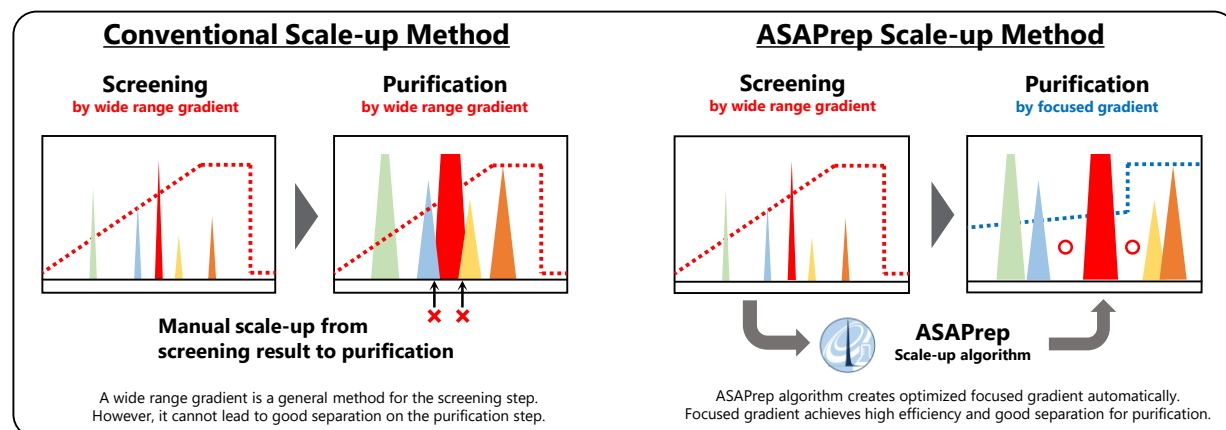 Conventional Scale-up Method
Screening
by wide range gradient
Purification
by wide range gradient
Manual scale-up from
screening result to purification
A wide range gradient is a general method for the screening step.
However, it cannot lead to good separation on the purification step.
ASAPrep Scale-up Method
Screening
by wide range gradient
Purification
by focused gradient
ASAPrep
Scale-up algorithm
ASAPrep algorithm creates optimized focused gradient automatically.
Focused gradient achieves high efficiency and good separation for purification.